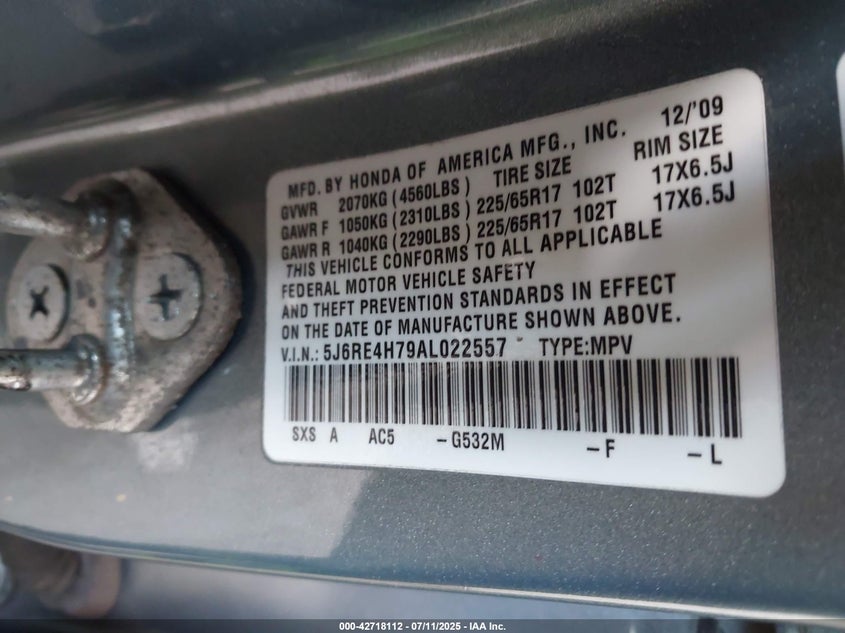 MFD. BY HONDA OF AMERICA MFG., INC. 12/'09
GVWR 2070KG (4560LBS) TIRE SIZE RIM SIZE
GAWR F 1050KG (2310LBS) 225/65R17 102T 17X6.5J
GAWR R 1040KG (2290LBS) 225/65R17 102T 17X6.5J
THIS VEHICLE CONFORMS TO ALL APPLICABLE
FEDERAL MOTOR VEHICLE SAFETY
AND THEFT PREVENTION STANDARDS IN EFFECT
ON THE DATE OF MANUFACTURE SHOWN ABOVE.
V.I.N.: 5J6RE4H79AL022557 TYPE:MPV
SXS A AC5 -G532M -F -L
000-42718112 - 07/11/2025 - IAA Inc.